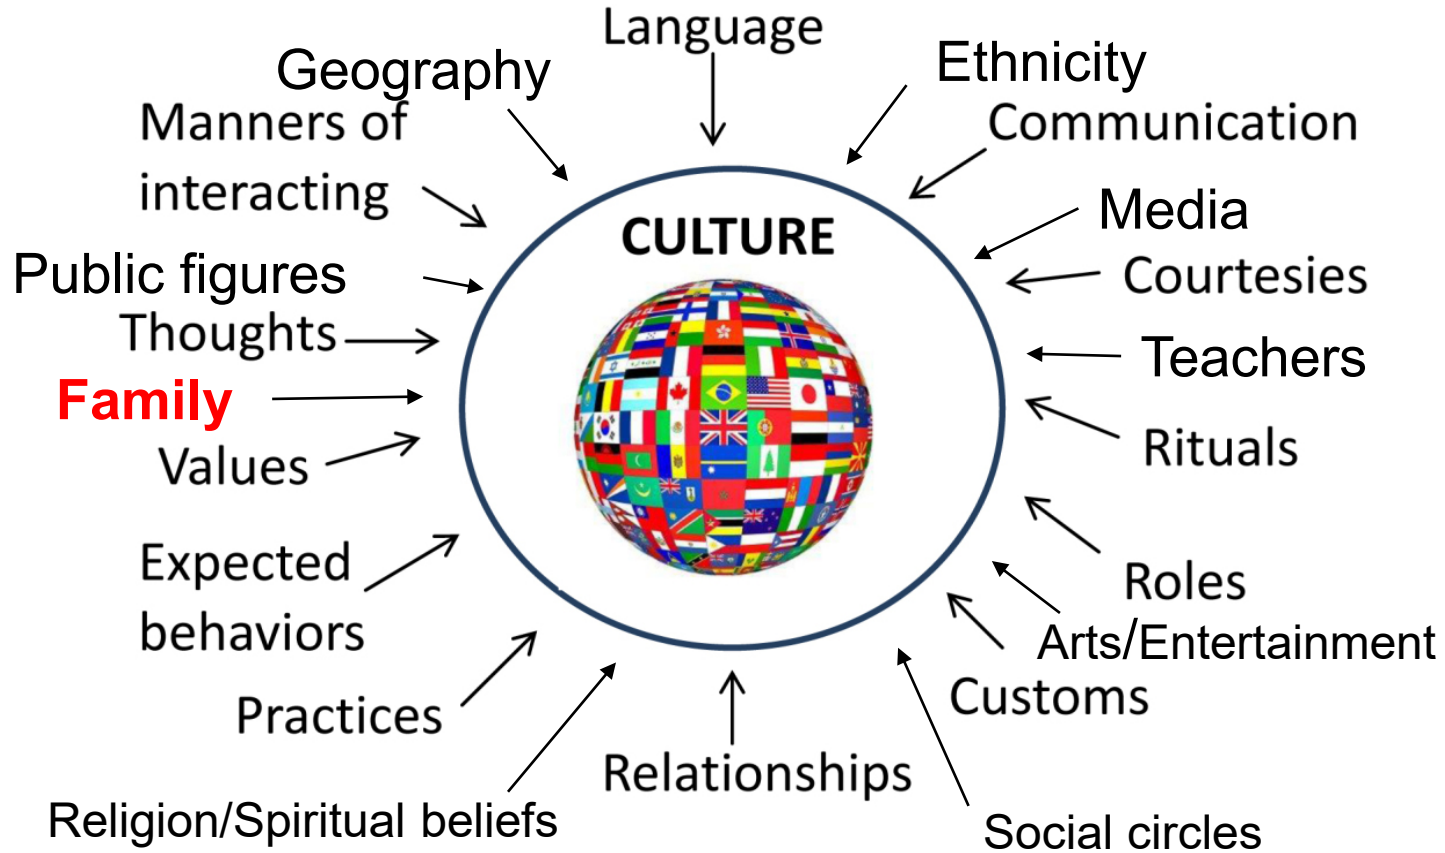 Language
Geography
Ethnicity
Manners of
interacting
Communication
Media
CULTURE
Public figures
Courtesies
Thoughts
Teachers
Family
Rituals
Values
Expected
behaviors
Roles
Arts/Entertainment
Customs
Practices
Relationships
Religion/Spiritual beliefs
Social circles